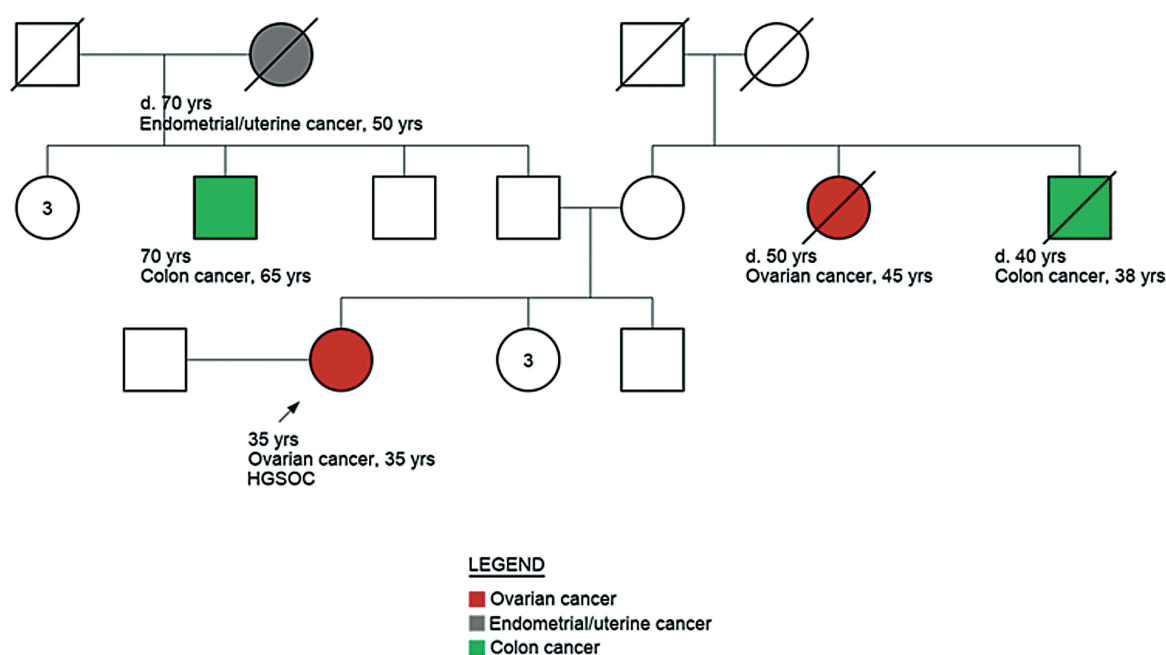 d. 70 yrs
Endometrial/uterine cancer, 50 yrs
3
70 yrs
Colon cancer, 65 yrs
d. 50 yrs
Ovarian cancer, 45 yrs
d. 40 yrs
Colon cancer, 38 yrs
3
35 yrs
Ovarian cancer, 35 yrs
HGSOC
LEGEND
Ovarian cancer
Endometrial/uterine cancer
Colon cancer